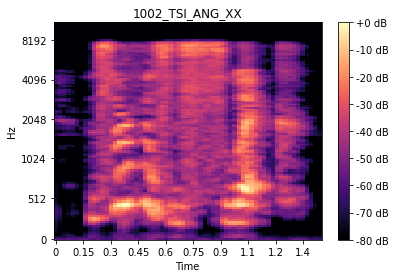 1002_TSI_ANG_XX
8192
4096
2048
1024
512
0
Hz
0
0.15
0.3
0.45
0.6
0.75
0.9
1.1
1.2
1.4
Time
+0 dB
-10 dB
-20 dB
-30 dB
-40 dB
-50 dB
-60 dB
-70 dB
-80 dB